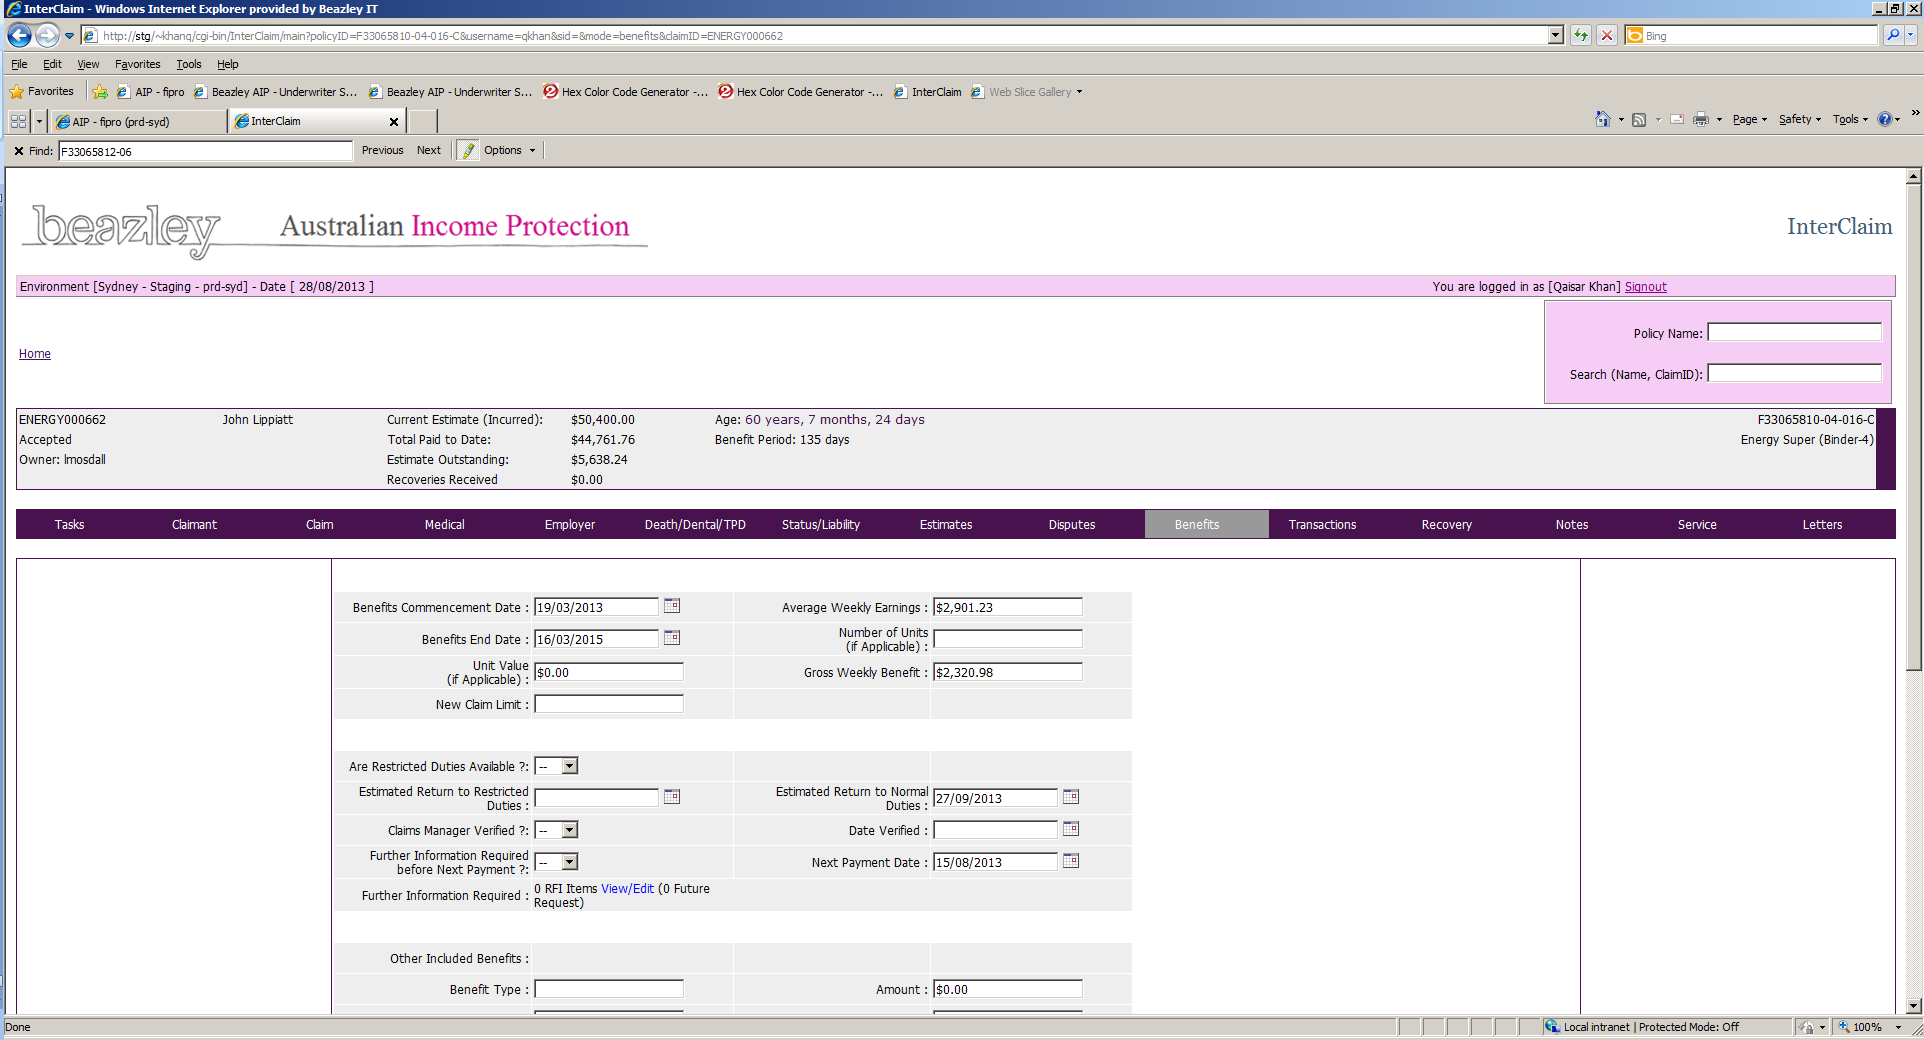 InterClaim - Windows Internet Explorer provided by Beazley IT
http://stg/~khanq/cgi-bin/InterClaim/main?policyID=F33065810-04-016-C&username=qkhan&sid=&mode=benefits&claimID=ENERGY000662
Bing
File Edit View Favorites Tools Help
Favorites AIP - fipro Beazley AIP - Underwriter S... Beazley AIP - Underwriter S... Hex Color Code Generator -... Hex Color Code Generator -... InterClaim Web Slice Gallery
AIP - fipro (prd-syd) InterClaim Page Safety Tools
Find: F33065812-06 Previous Next Options
beazley Australian Income Protection InterClaim
Environment [Sydney - Staging - prd-syd] - Date [ 28/08/2013 ] You are logged in as [Qaisar Khan] Signout
Policy Name:
Home
Search (Name, ClaimID):
ENERGY000662 John Lippiatt Current Estimate (Incurred): $50,400.00 Age: 60 years, 7 months, 24 days F33065810-04-016-C
Accepted Total Paid to Date: $44,761.76 Benefit Period: 135 days Energy Super (Binder-4)
Owner: lmosdall Estimate Outstanding: $5,638.24
Recoveries Received $0.00
Tasks Claimant Claim Medical Employer Death/Dental/TPD Status/Liability Estimates Disputes Benefits Transactions Recovery Notes Service Letters
Benefits Commencement Date : 19/03/2013 Average Weekly Earnings : $2,901.23
Benefits End Date : 16/03/2015 Number of Units
(if Applicable) :
Unit Value
(if Applicable) : $0.00 Gross Weekly Benefit : $2,320.98
New Claim Limit :
Are Restricted Duties Available ?: --
Estimated Return to Restricted
Duties : Estimated Return to Normal
Duties : 27/09/2013
Claims Manager Verified ?: -- Date Verified :
Further Information Required
before Next Payment ?: -- Next Payment Date : 15/08/2013
Further Information Required : 0 RFI Items View/Edit (0 Future
Request)
Other Included Benefits :
Benefit Type : Amount : $0.00
Done Local intranet | Protected Mode: Off 100%